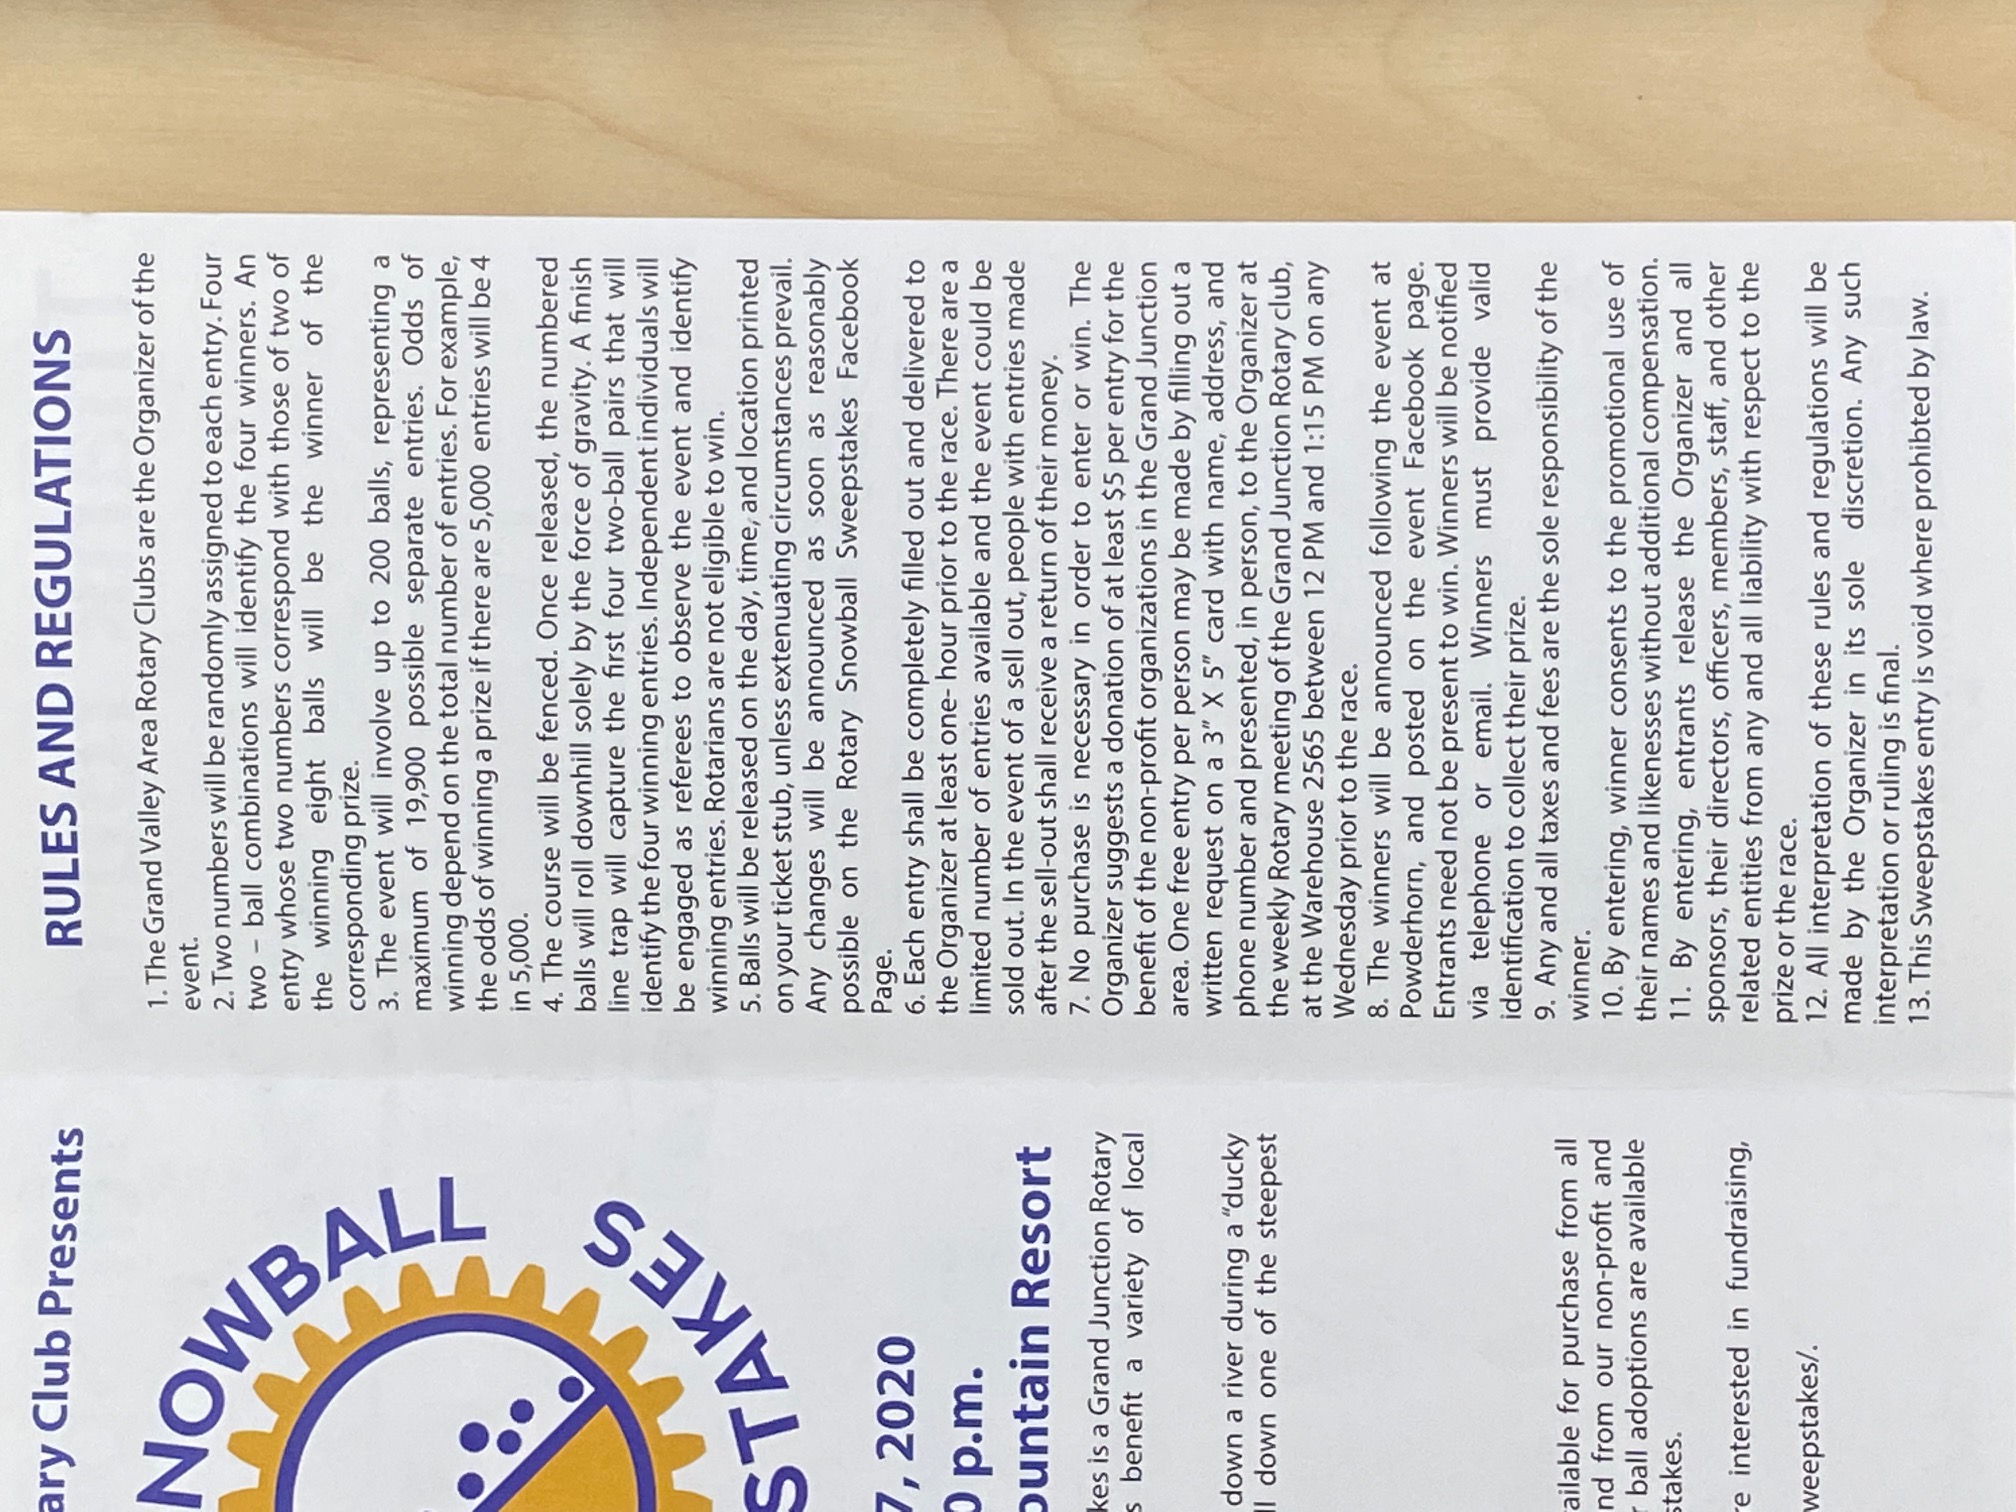 ary Club Presents
NOWBALL
STAKES
7, 2020
0 p.m.
ountain Resort
kes is a Grand Junction Rotary
s benefit a variety of local
down a river during a “ducky
ll down one of the steepest
ailable for purchase from all
nd from our non-profit and
r ball adoptions are available
stakes.
re interested in fundraising,
weepstakes/.
RULES AND REGULATIONS
1. The Grand Valley Area Rotary Clubs are the Organizer of the
event.
2. Two numbers will be randomly assigned to each entry. Four
two – ball combinations will identify the four winners. An
entry whose two numbers correspond with those of two of
the winning eight balls will be the winner of the
corresponding prize.
3. The event will involve up to 200 balls, representing a
maximum of 19,900 possible separate entries. Odds of
winning depend on the total number of entries. For example,
the odds of winning a prize if there are 5,000 entries will be 4
in 5,000.
4. The course will be fenced. Once released, the numbered
balls will roll downhill solely by the force of gravity. A finish
line trap will capture the first four two-ball pairs that will
identify the four winning entries. Independent individuals will
be engaged as referees to observe the event and identify
winning entries. Rotarians are not eligible to win.
5. Balls will be released on the day, time, and location printed
on your ticket stub, unless extenuating circumstances prevail.
Any changes will be announced as soon as reasonably
possible on the Rotary Snowball Sweepstakes Facebook
Page.
6. Each entry shall be completely filled out and delivered to
the Organizer at least one- hour prior to the race. There are a
limited number of entries available and the event could be
sold out. In the event of a sell out, people with entries made
after the sell-out shall receive a return of their money.
7. No purchase is necessary in order to enter or win. The
Organizer suggests a donation of at least $5 per entry for the
benefit of the non-profit organizations in the Grand Junction
area. One free entry per person may be made by filling out a
written request on a 3” X 5” card with name, address, and
phone number and presented, in person, to the Organizer at
the weekly Rotary meeting of the Grand Junction Rotary club,
at the Warehouse 2565 between 12 PM and 1:15 PM on any
Wednesday prior to the race.
8. The winners will be announced following the event at
Powderhorn, and posted on the event Facebook page.
Entrants need not be present to win. Winners will be notified
via telephone or email. Winners must provide valid
identification to collect their prize.
9. Any and all taxes and fees are the sole responsibility of the
winner.
10. By entering, winner consents to the promotional use of
their names and likenesses without additional compensation.
11. By entering, entrants release the Organizer and all
sponsors, their directors, officers, members, staff, and other
related entities from any and all liability with respect to the
prize or the race.
12. All interpretation of these rules and regulations will be
made by the Organizer in its sole discretion. Any such
interpretation or ruling is final.
13. This Sweepstakes entry is void where prohibted by law.